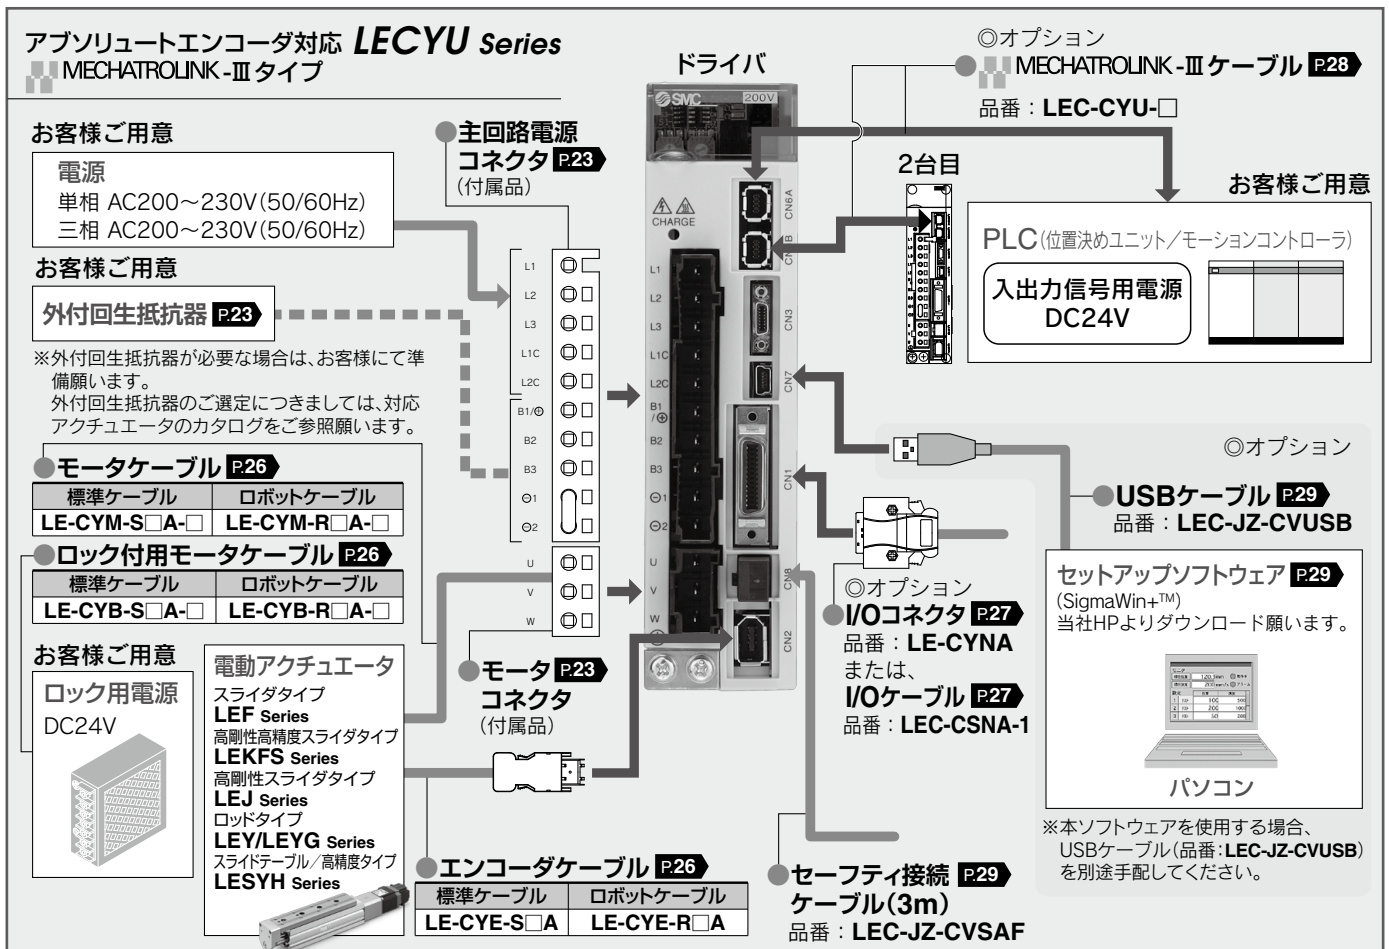 アブソリュートエンコーダ対応 LECYU Series
MECHATROLINK-Ⅲタイプ
お客様ご用意
電源
単相 AC200～230V(50/60Hz)
三相 AC200～230V(50/60Hz)
お客様ご用意
外付回生抵抗器 P.23
※外付回生抵抗器が必要な場合は、お客様にて準
備願います。
外付回生抵抗器のご選定につきましては、対応
アクチュエータのカタログをご参照願います。
●モータケーブル P.26
標準ケーブル ロボットケーブル
LE-CYM-S□A-□ LE-CYM-R□A-□
●ロック付用モータケーブル P.26
標準ケーブル ロボットケーブル
LE-CYB-S□A-□ LE-CYB-R□A-□
お客様ご用意
ロック用電源
DC24V
電動アクチュエータ
スライダタイプ
LEF Series
高剛性高精度スライダタイプ
LEKFS Series
高剛性スライダタイプ
LEJ Series
ロッドタイプ
LEY/LEYG Series
スライドテーブル／高精度タイプ
LESYH Series
●主回路電源
コネクタ P.23
(付属品)
L1
L2
L3
L1C
L2C
B1/⊕
B2
B3
⊖1
⊖2
U
V
W
●モータ P.23
コネクタ
(付属品)
●エンコーダケーブル P.26
標準ケーブル ロボットケーブル
LE-CYE-S□A LE-CYE-R□A
ドライバ
SMC 200V
CHARGE
L1
L2
L3
L1C
L2C
B1
/⊕
B2
B3
⊖1
⊖2
U
V
W
CN6A
CN3
CN7
CN1
CN8
CN2
◎オプション
●MECHATROLINK-Ⅲケーブル P.28
品番：LEC-CYU-□
2台目
お客様ご用意
PLC(位置決めユニット／モーションコントローラ)
入出力信号用電源
DC24V
◎オプション
●USBケーブル P.29
品番：LEC-JZ-CVUSB
◎オプション
●I/Oコネクタ P.27
品番：LE-CYNA
または、
I/Oケーブル P.27
品番：LEC-CSNA-1
セットアップソフトウェア P.29
(SigmaWin+™)
当社HPよりダウンロード願います。
パソコン
※本ソフトウェアを使用する場合、
USBケーブル(品番：LEC-JZ-CVUSB)
を別途手配してください。
●セーフティ接続 P.29
ケーブル(3m)
品番：LEC-JZ-CVSAF